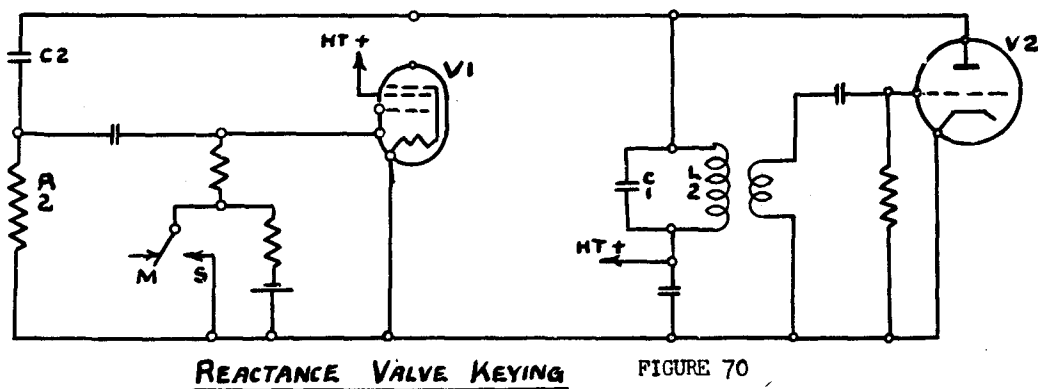 C2
HT +
V1
V2
R 2
C 1
L 2
M
S
HT +
REACTANCE VALVE KEYING FIGURE 70